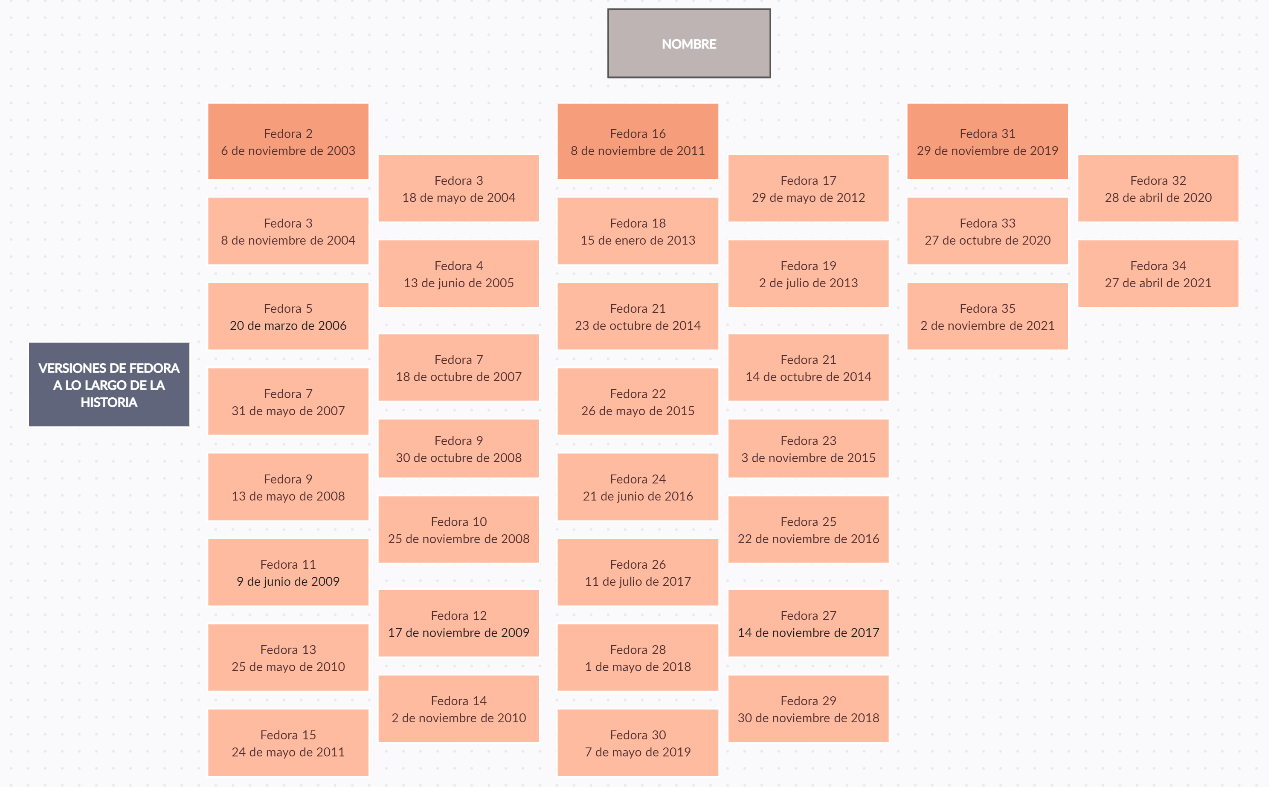 NOMBRE
VERSIONES DE FEDORA
A LO LARGO DE LA
HISTORIA
Fedora 2
6 de noviembre de 2003
Fedora 3
18 de mayo de 2004
Fedora 3
8 de noviembre de 2004
Fedora 4
13 de junio de 2005
Fedora 5
20 de marzo de 2006
Fedora 7
18 de octubre de 2007
Fedora 7
31 de mayo de 2007
Fedora 9
30 de octubre de 2008
Fedora 9
13 de mayo de 2008
Fedora 10
25 de noviembre de 2008
Fedora 11
9 de junio de 2009
Fedora 12
17 de noviembre de 2009
Fedora 13
25 de mayo de 2010
Fedora 14
2 de noviembre de 2010
Fedora 15
24 de mayo de 2011
Fedora 16
8 de noviembre de 2011
Fedora 17
29 de mayo de 2012
Fedora 18
15 de enero de 2013
Fedora 19
2 de julio de 2013
Fedora 21
23 de octubre de 2014
Fedora 21
14 de octubre de 2014
Fedora 22
26 de mayo de 2015
Fedora 23
3 de noviembre de 2015
Fedora 24
21 de junio de 2016
Fedora 25
22 de noviembre de 2016
Fedora 26
11 de julio de 2017
Fedora 27
14 de noviembre de 2017
Fedora 28
1 de mayo de 2018
Fedora 29
30 de noviembre de 2018
Fedora 30
7 de mayo de 2019
Fedora 31
29 de noviembre de 2019
Fedora 32
28 de abril de 2020
Fedora 33
27 de octubre de 2020
Fedora 34
27 de abril de 2021
Fedora 35
2 de noviembre de 2021